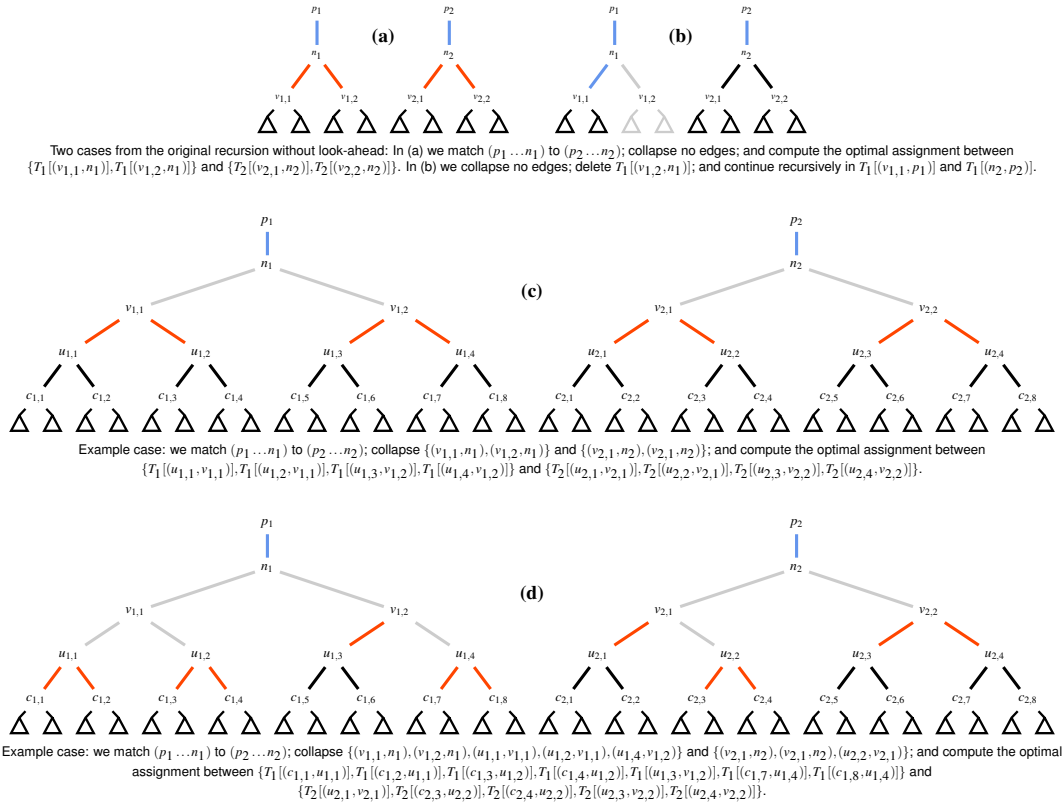 p₁ p₂ p₁ p₂
(a) (b)
n₁ n₂ n₁ n₂
v₁,₁ v₁,₂ v₂,₁ v₂,₂ v₁,₁ v₁,₂ v₂,₁ v₂,₂
Two cases from the original recursion without look-ahead: In (a) we match (p₁ …n₁) to (p₂ …n₂); collapse no edges; and compute the optimal assignment between
{T₁[(v₁,₁,n₁)],T₁[(v₁,₂,n₁)]} and {T₂[(v₂,₁,n₂)],T₂[(v₂,₂,n₂)]}. In (b) we collapse no edges; delete T₁[(v₁,₂,n₁)]; and continue recursively in T₁[(v₁,₁,p₁)] and T₁[(n₂,p₂)].
p₁ p₂
n₁ n₂
(c)
v₁,₁ v₁,₂ v₂,₁ v₂,₂
u₁,₁ u₁,₂ u₁,₃ u₁,₄ u₂,₁ u₂,₂ u₂,₃ u₂,₄
c₁,₁ c₁,₂ c₁,₃ c₁,₄ c₁,₅ c₁,₆ c₁,₇ c₁,₈ c₂,₁ c₂,₂ c₂,₃ c₂,₄ c₂,₅ c₂,₆ c₂,₇ c₂,₈
Example case: we match (p₁ …n₁) to (p₂ …n₂); collapse {(v₁,₁,n₁),(v₁,₂,n₁)} and {(v₂,₁,n₂),(v₂,₁,n₂)}; and compute the optimal assignment between
{T₁[(u₁,₁,v₁,₁)],T₁[(u₁,₂,v₁,₁)],T₁[(u₁,₃,v₁,₂)],T₁[(u₁,₄,v₁,₂)]} and {T₂[(u₂,₁,v₂,₁)],T₂[(u₂,₂,v₂,₁)],T₂[(u₂,₃,v₂,₂)],T₂[(u₂,₄,v₂,₂)]}.
p₁ p₂
n₁ n₂
(d)
v₁,₁ v₁,₂ v₂,₁ v₂,₂
u₁,₁ u₁,₂ u₁,₃ u₁,₄ u₂,₁ u₂,₂ u₂,₃ u₂,₄
c₁,₁ c₁,₂ c₁,₃ c₁,₄ c₁,₅ c₁,₆ c₁,₇ c₁,₈ c₂,₁ c₂,₂ c₂,₃ c₂,₄ c₂,₅ c₂,₆ c₂,₇ c₂,₈
Example case: we match (p₁ …n₁) to (p₂ …n₂); collapse {(v₁,₁,n₁),(v₁,₂,n₁),(u₁,₁,v₁,₁),(u₁,₂,v₁,₁),(u₁,₄,v₁,₂)} and {(v₂,₁,n₂),(v₂,₁,n₂),(u₂,₂,v₂,₁)}; and compute the optimal
assignment between {T₁[(c₁,₁,u₁,₁)],T₁[(c₁,₂,u₁,₁)],T₁[(c₁,₃,u₁,₂)],T₁[(c₁,₄,u₁,₂)],T₁[(u₁,₃,v₁,₂)],T₁[(c₁,₇,u₁,₄)],T₁[(c₁,₈,u₁,₄)]} and
{T₂[(u₂,₁,v₂,₁)],T₂[(c₂,₃,u₂,₂)],T₂[(c₂,₄,u₂,₂)],T₂[(u₂,₃,v₂,₂)],T₂[(u₂,₄,v₂,₂)]}.